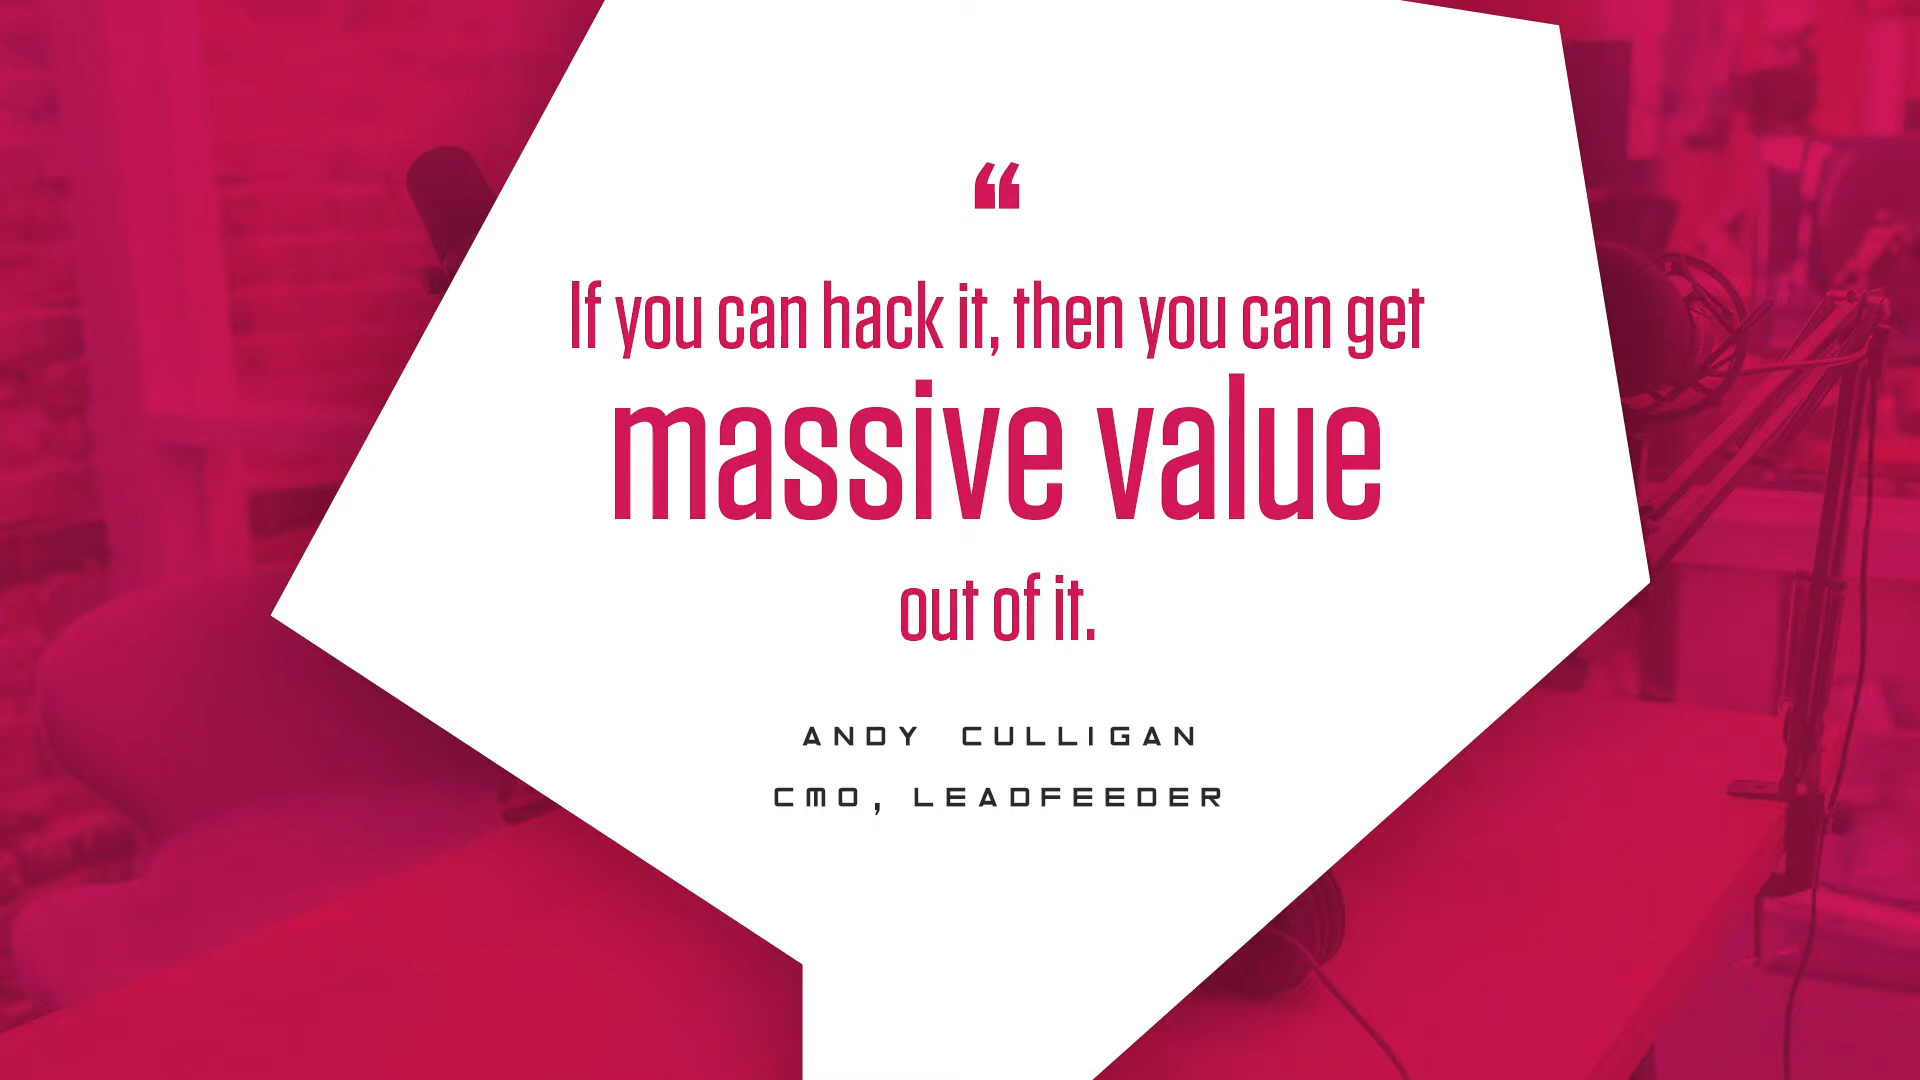 “
If you can hack it, then you can get
massive value
out of it.
ANDY CULLIGAN
CMO, LEADFEEDER